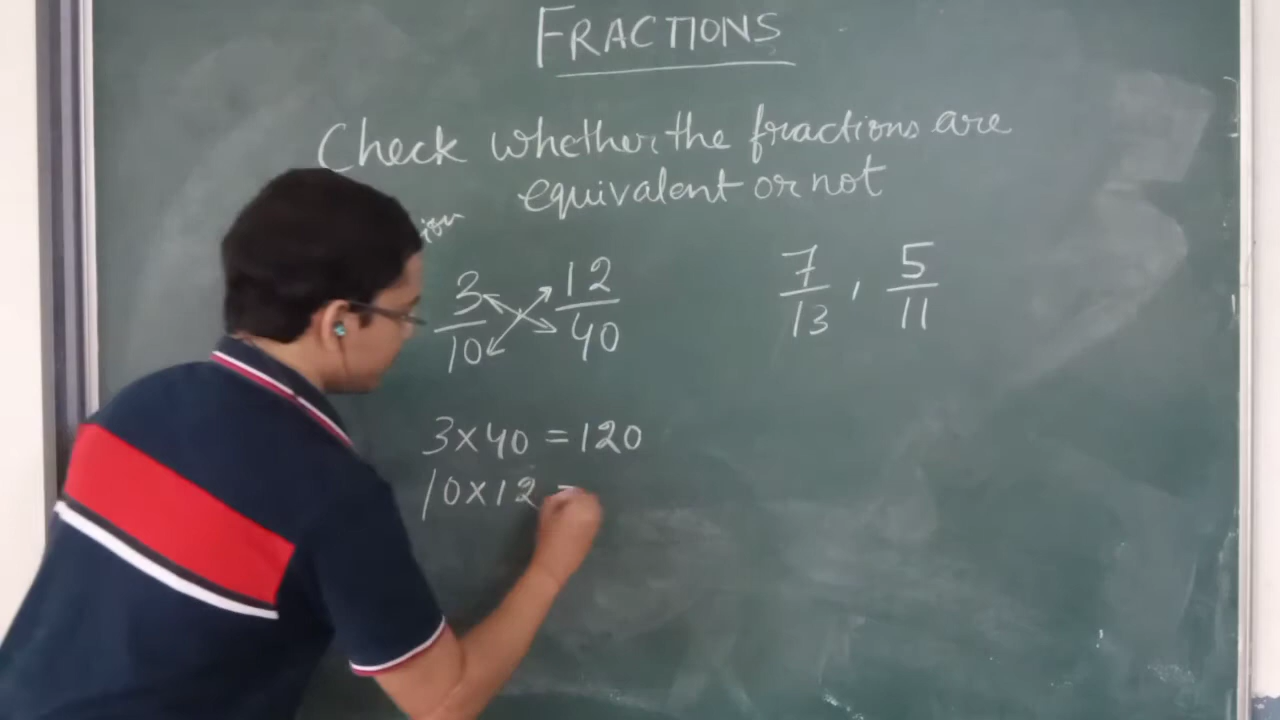 FRACTIONS
Check whether the fractions are
equivalent or not
3/10 12/40
7/13 , 5/11
3×40 = 120
10×12 =